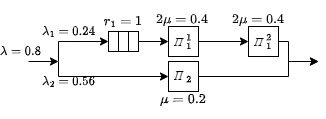 r₁ = 1
2μ = 0.4
2μ = 0.4
λ₁ = 0.24
λ = 0.8
Π₁¹
Π₁²
λ₂ = 0.56
Π₂
μ = 0.2